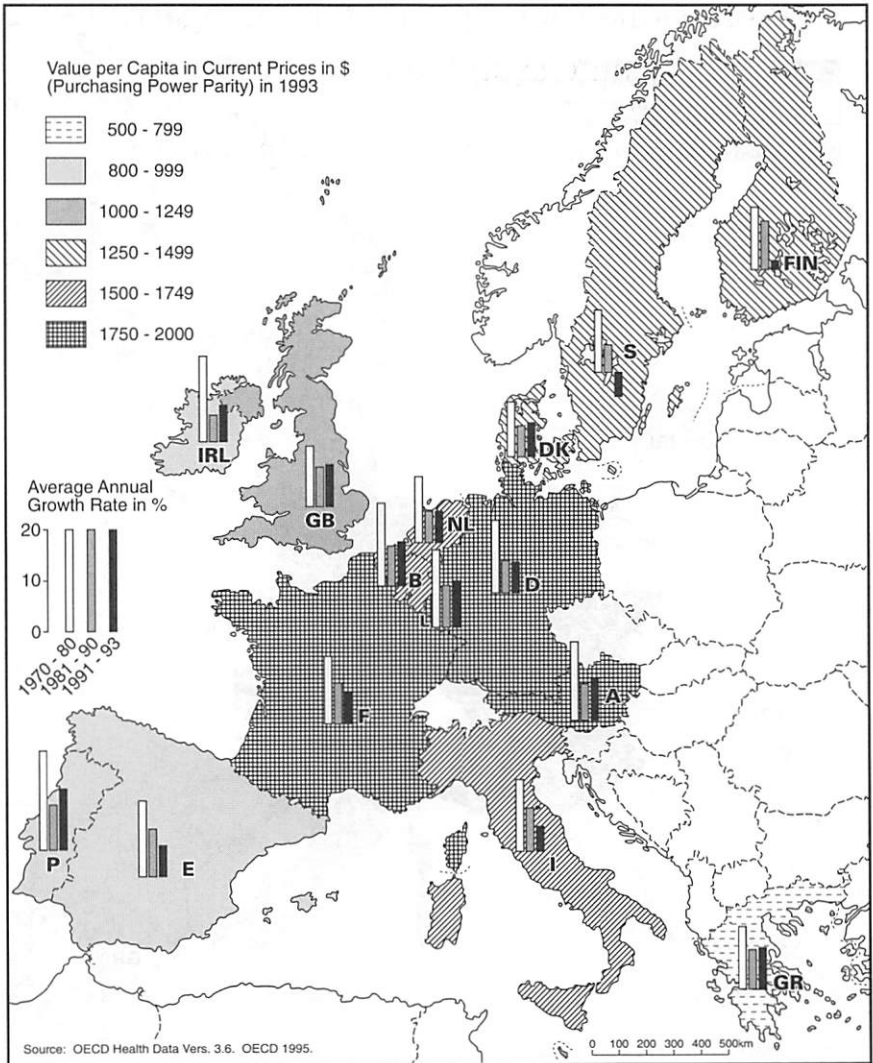 Value per Capita in Current Prices in $
(Purchasing Power Parity) in 1993
500 - 799
800 - 999
1000 - 1249
1250 - 1499
1500 - 1749
1750 - 2000
FIN
S
IRL
DK
Average Annual
Growth Rate in %
GB
NL
20
10
0
B
D
L
1970 - 80
1981 - 90
1991 - 93
A
F
P
E
I
GR
Source: OECD Health Data Vers. 3.6. OECD 1995.
0 100 200 300 400 500km